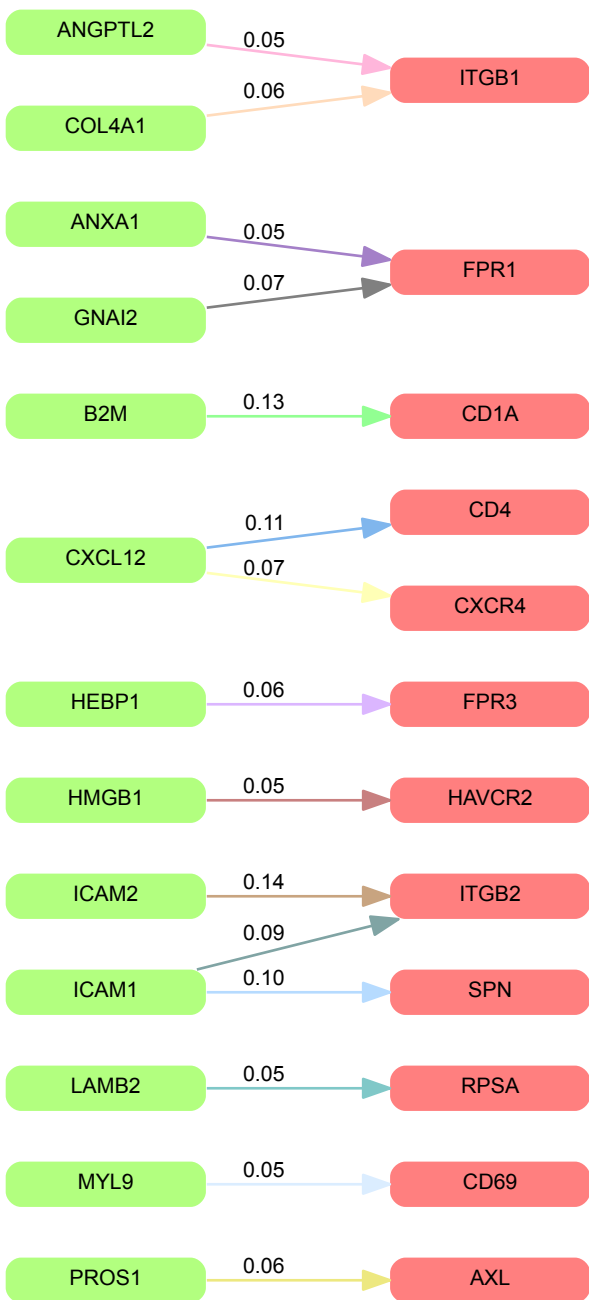 ANGPTL2
0.05
ITGB1
0.06
COL4A1
ANXA1
0.05
FPR1
0.07
GNAI2
B2M
0.13
CD1A
CD4
0.11
CXCL12
0.07
CXCR4
HEBP1
0.06
FPR3
HMGB1
0.05
HAVCR2
ICAM2
0.14
ITGB2
0.09
ICAM1
0.10
SPN
LAMB2
0.05
RPSA
MYL9
0.05
CD69
PROS1
0.06
AXL